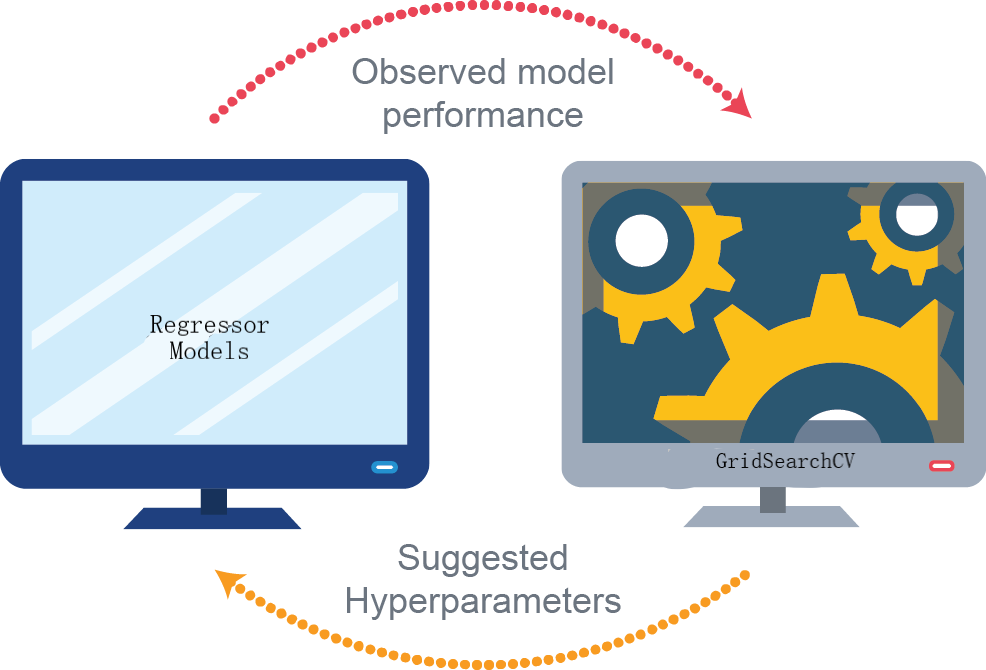 Observed model
performance
Regressor
Models
GridSearchCV
Suggested
Hyperparameters